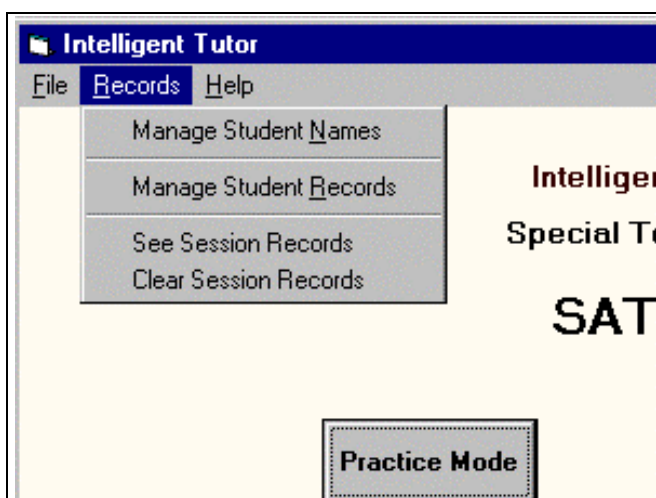 Intelligent Tutor
File Records Help
Manage Student Names
Manage Student Records
See Session Records
Clear Session Records
Intellige
Special T
SAT
Practice Mode